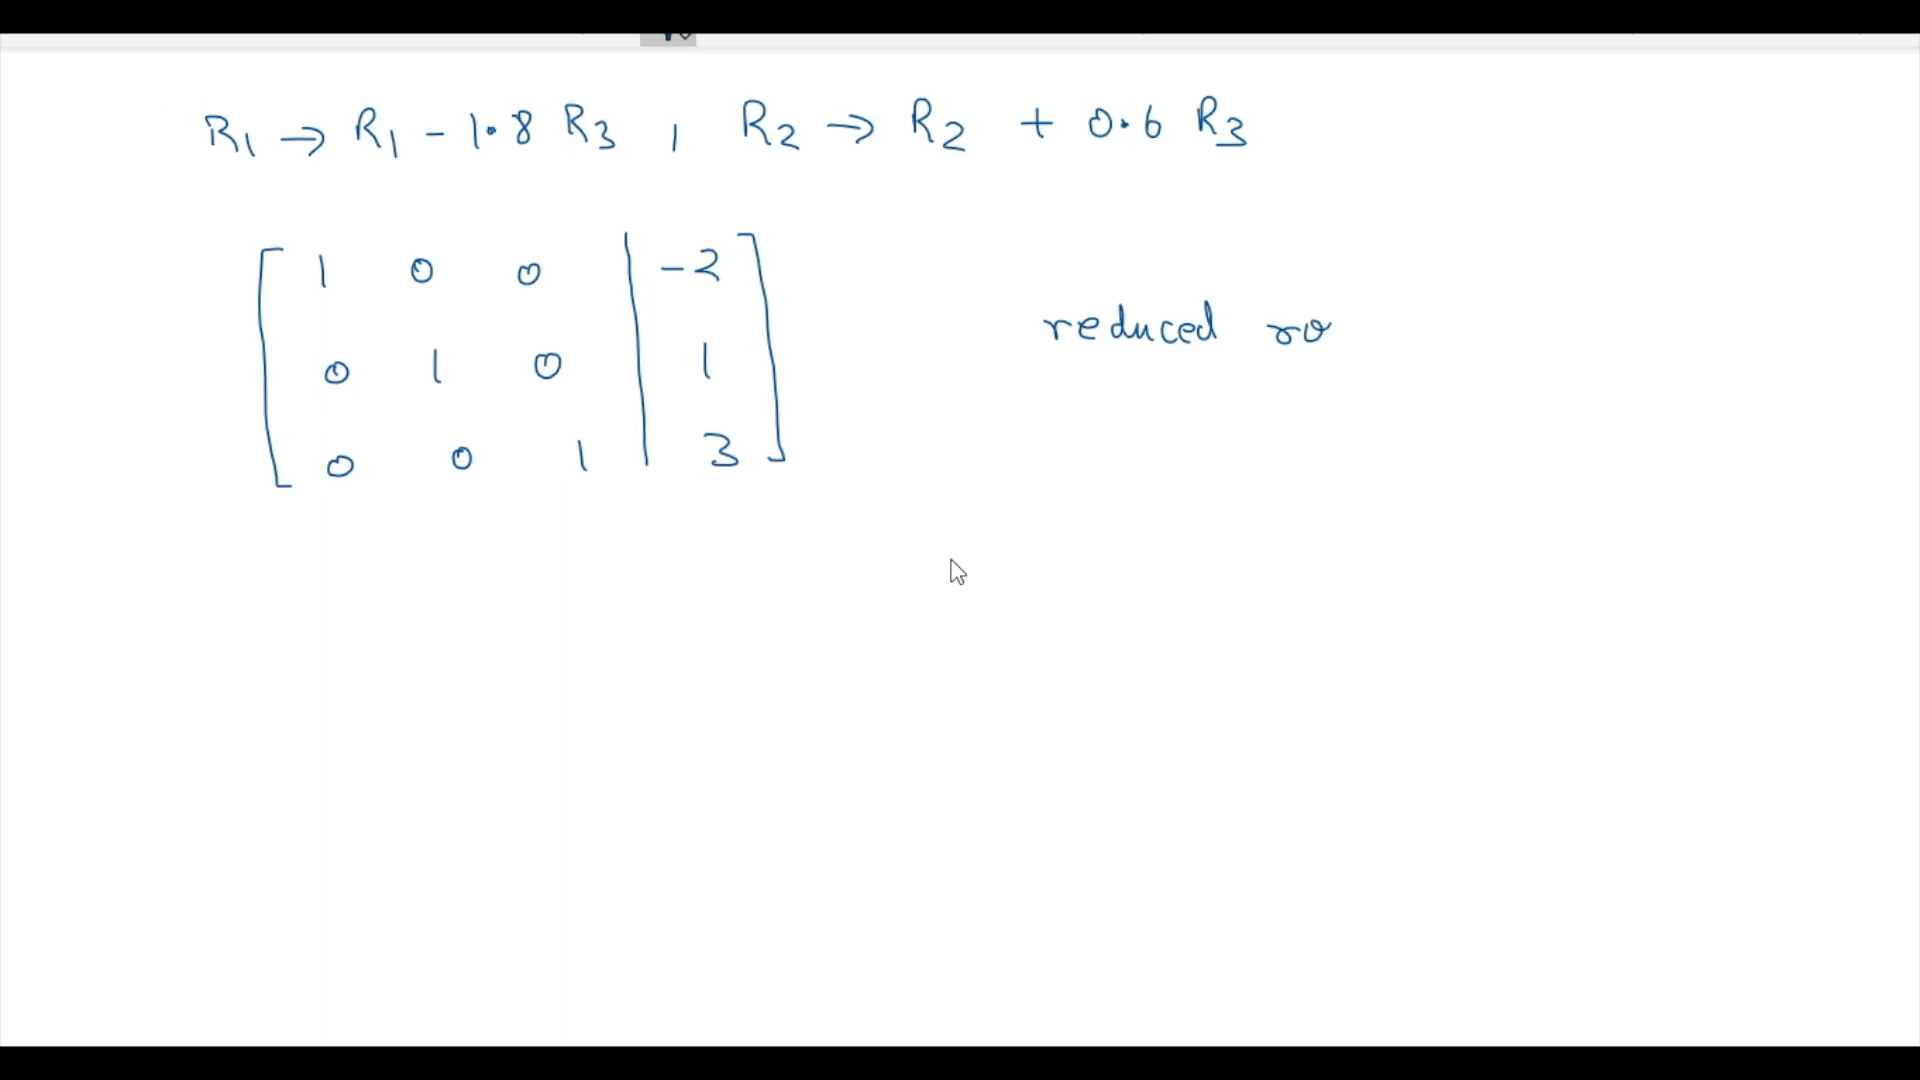 R1 → R1 - 1.8 R3 , R2 → R2 + 0.6 R3
1 0 0 | -2
0 1 0 | 1
0 0 1 | 3
reduced ro